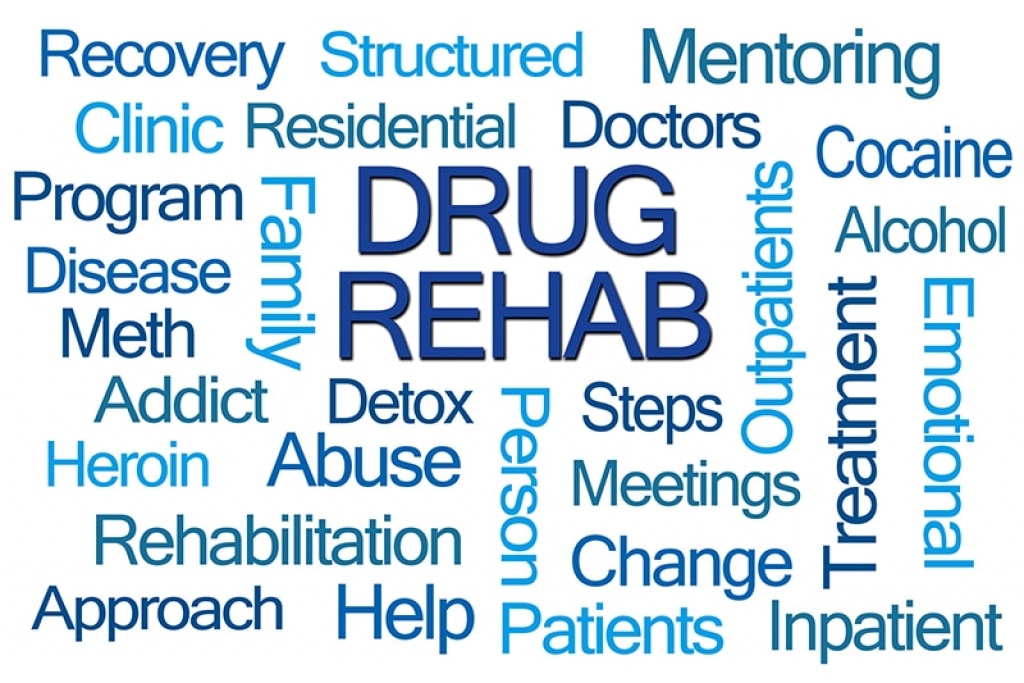 Recovery Structured Mentoring
Clinic Residential Doctors
Cocaine
Program
Family
DRUG
REHAB
Outpatients
Alcohol
Disease
Meth
Treatment
Emotional
Addict Detox
Person
Steps
Heroin Abuse
Meetings
Rehabilitation
Change
Approach Help
Patients Inpatient